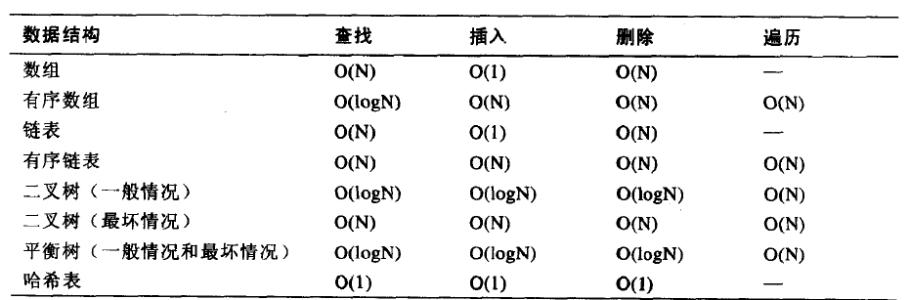 数据结构 查找 插入 删除 遍历
数组 O(N) O(1) O(N) —
有序数组 O(logN) O(N) O(N) O(N)
链表 O(N) O(1) O(N) —
有序链表 O(N) O(N) O(N) O(N)
二叉树（一般情况） O(logN) O(logN) O(logN) O(N)
二叉树（最坏情况） O(N) O(N) O(N) O(N)
平衡树（一般情况和最坏情况） O(logN) O(logN) O(logN) O(N)
哈希表 O(1) O(1) O(1) —